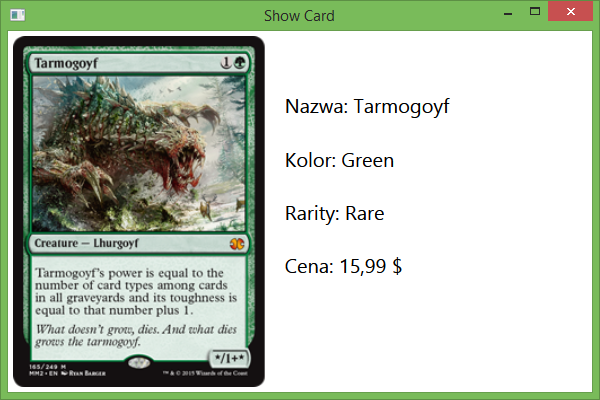 Show Card
Tarmogoyf 1
Creature — Lhurgoyf
Tarmogoyf's power is equal to the
number of card types among cards
in all graveyards and its toughness is
equal to that number plus 1.
What doesn't grow, dies. And what dies
grows the tarmogoyf.
*/1+*
165/249 M
MM2 • EN Ryan Barger
™ & © 2015 Wizards of the Coast
Nazwa: Tarmogoyf
Kolor: Green
Rarity: Rare
Cena: 15,99 $